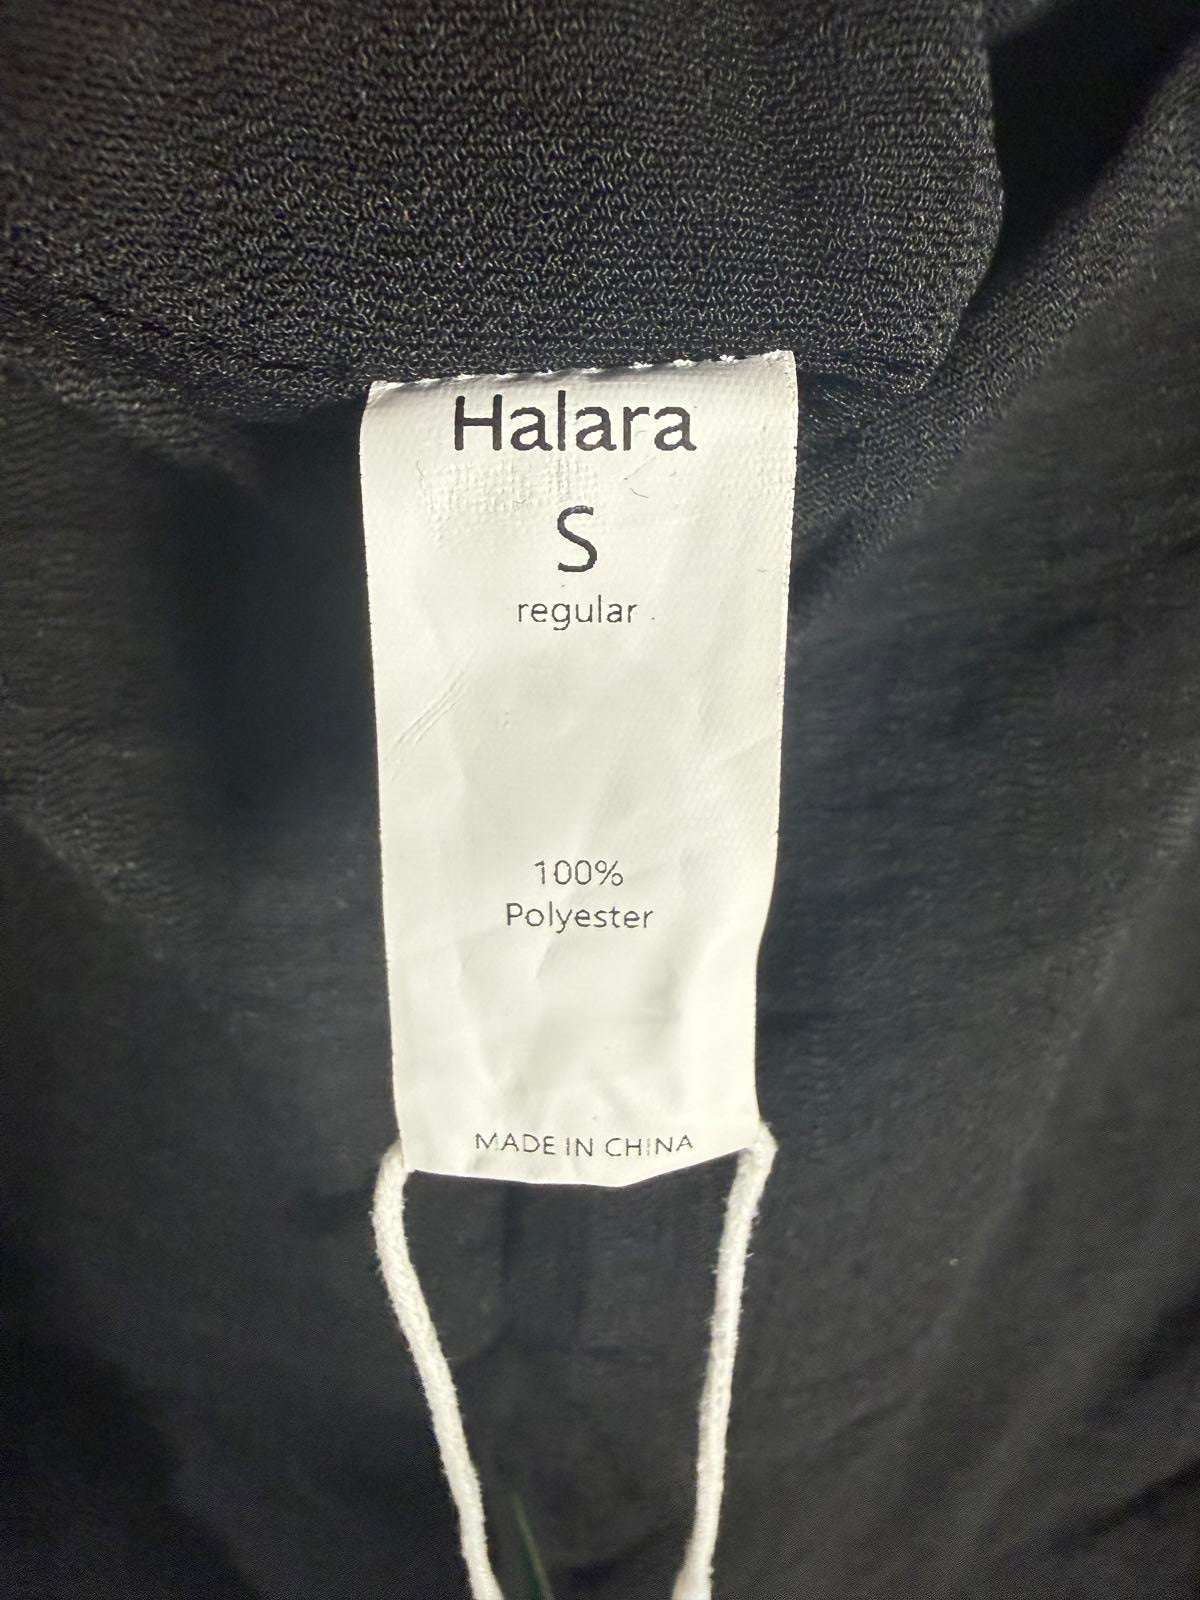 Halara
S
regular
100%
Polyester
MADE IN CHINA